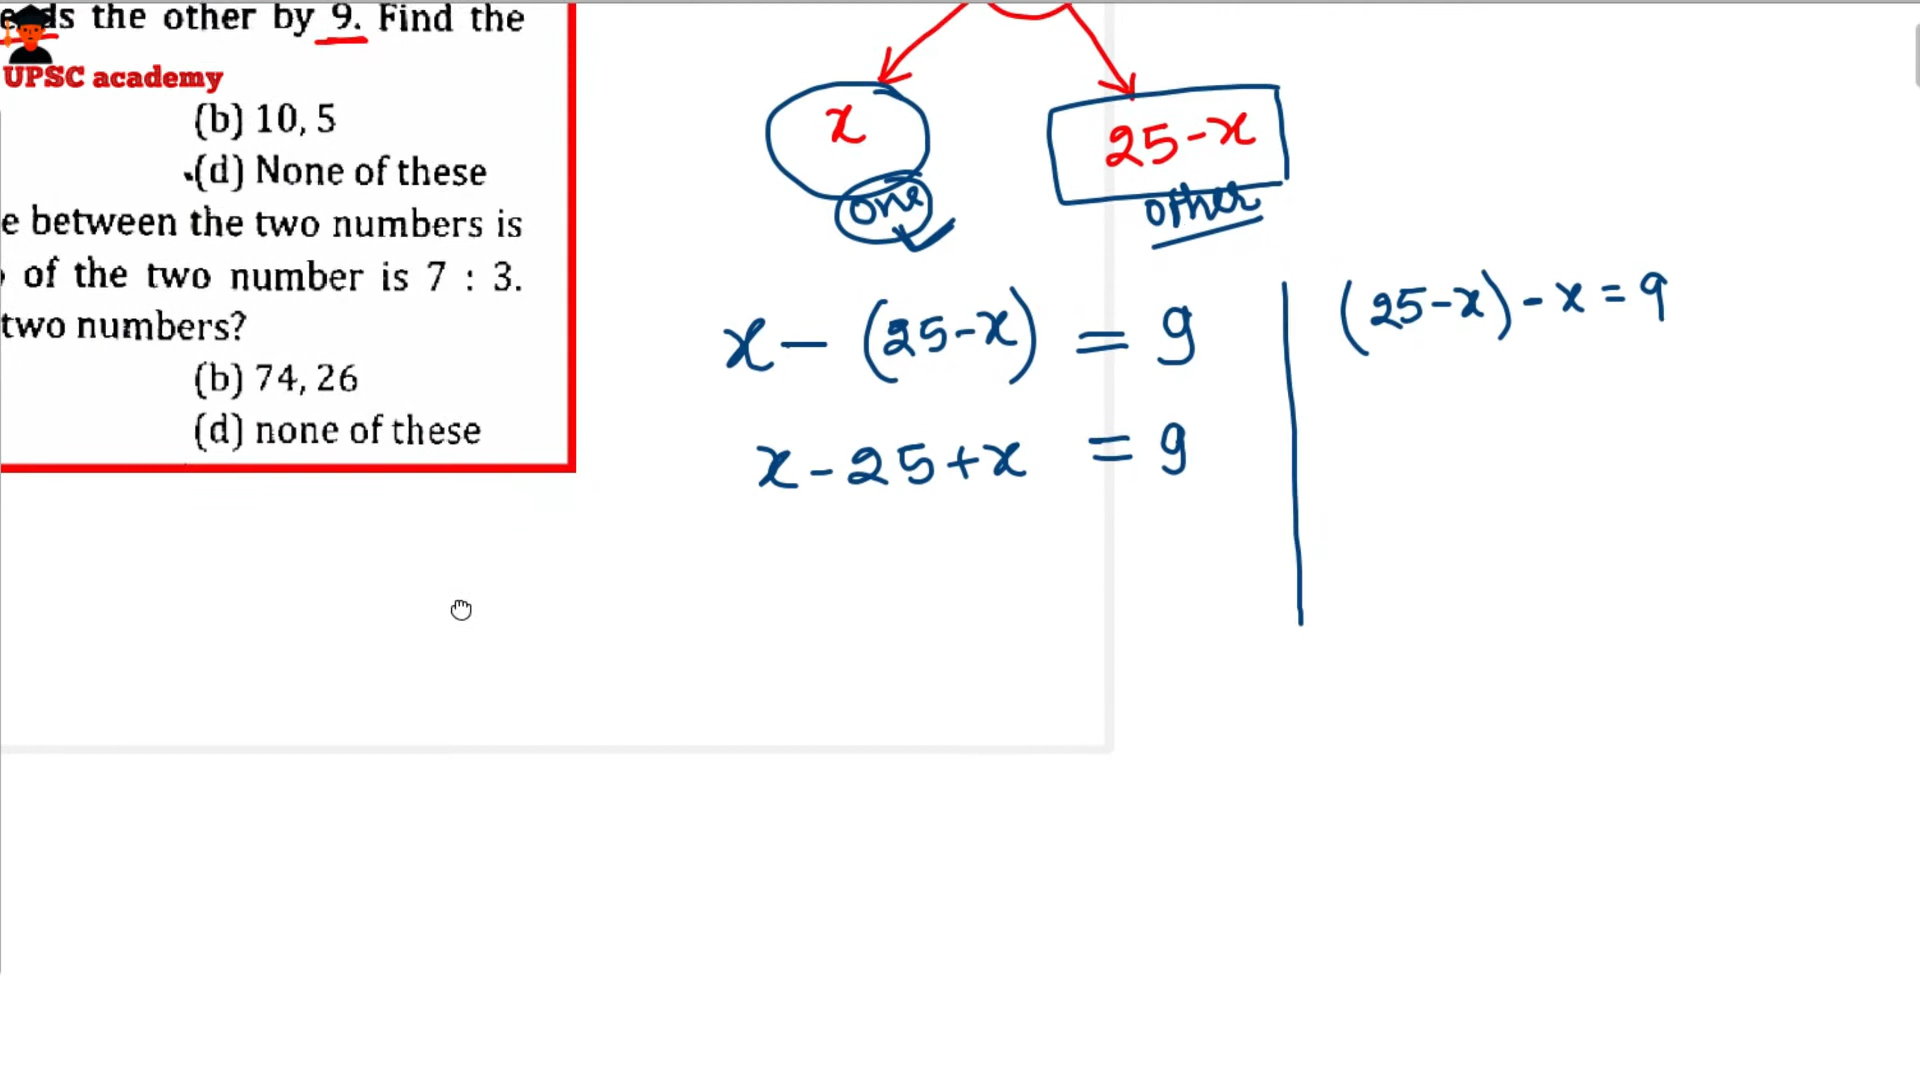 ds the other by 9. Find the
UPSC academy
(b) 10, 5
(d) None of these
e between the two numbers is
of the two number is 7 : 3.
two numbers?
(b) 74, 26
(d) none of these
x
25-x
one
other
x - (25-x) = 9
x - 25 + x = 9
(25-x) - x = 9